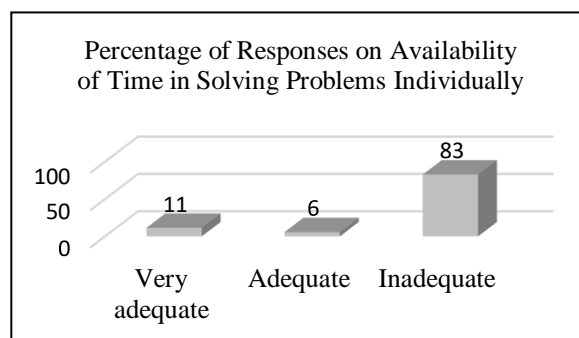 Percentage of Responses on Availability
of Time in Solving Problems Individually
83
100
11
6
50
0
Very
adequate
Adequate
Inadequate